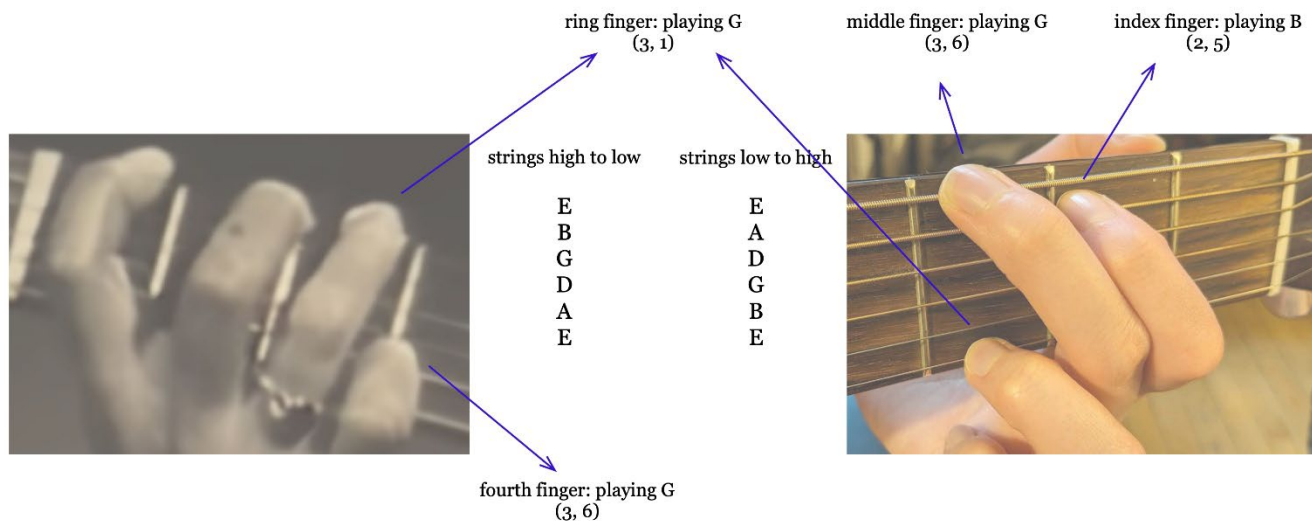 ring finger: playing G
(3, 1)
middle finger: playing G
(3, 6)
index finger: playing B
(2, 5)
strings high to low
E
B
G
D
A
E
strings low to high
E
A
D
G
B
E
fourth finger: playing G
(3, 6)